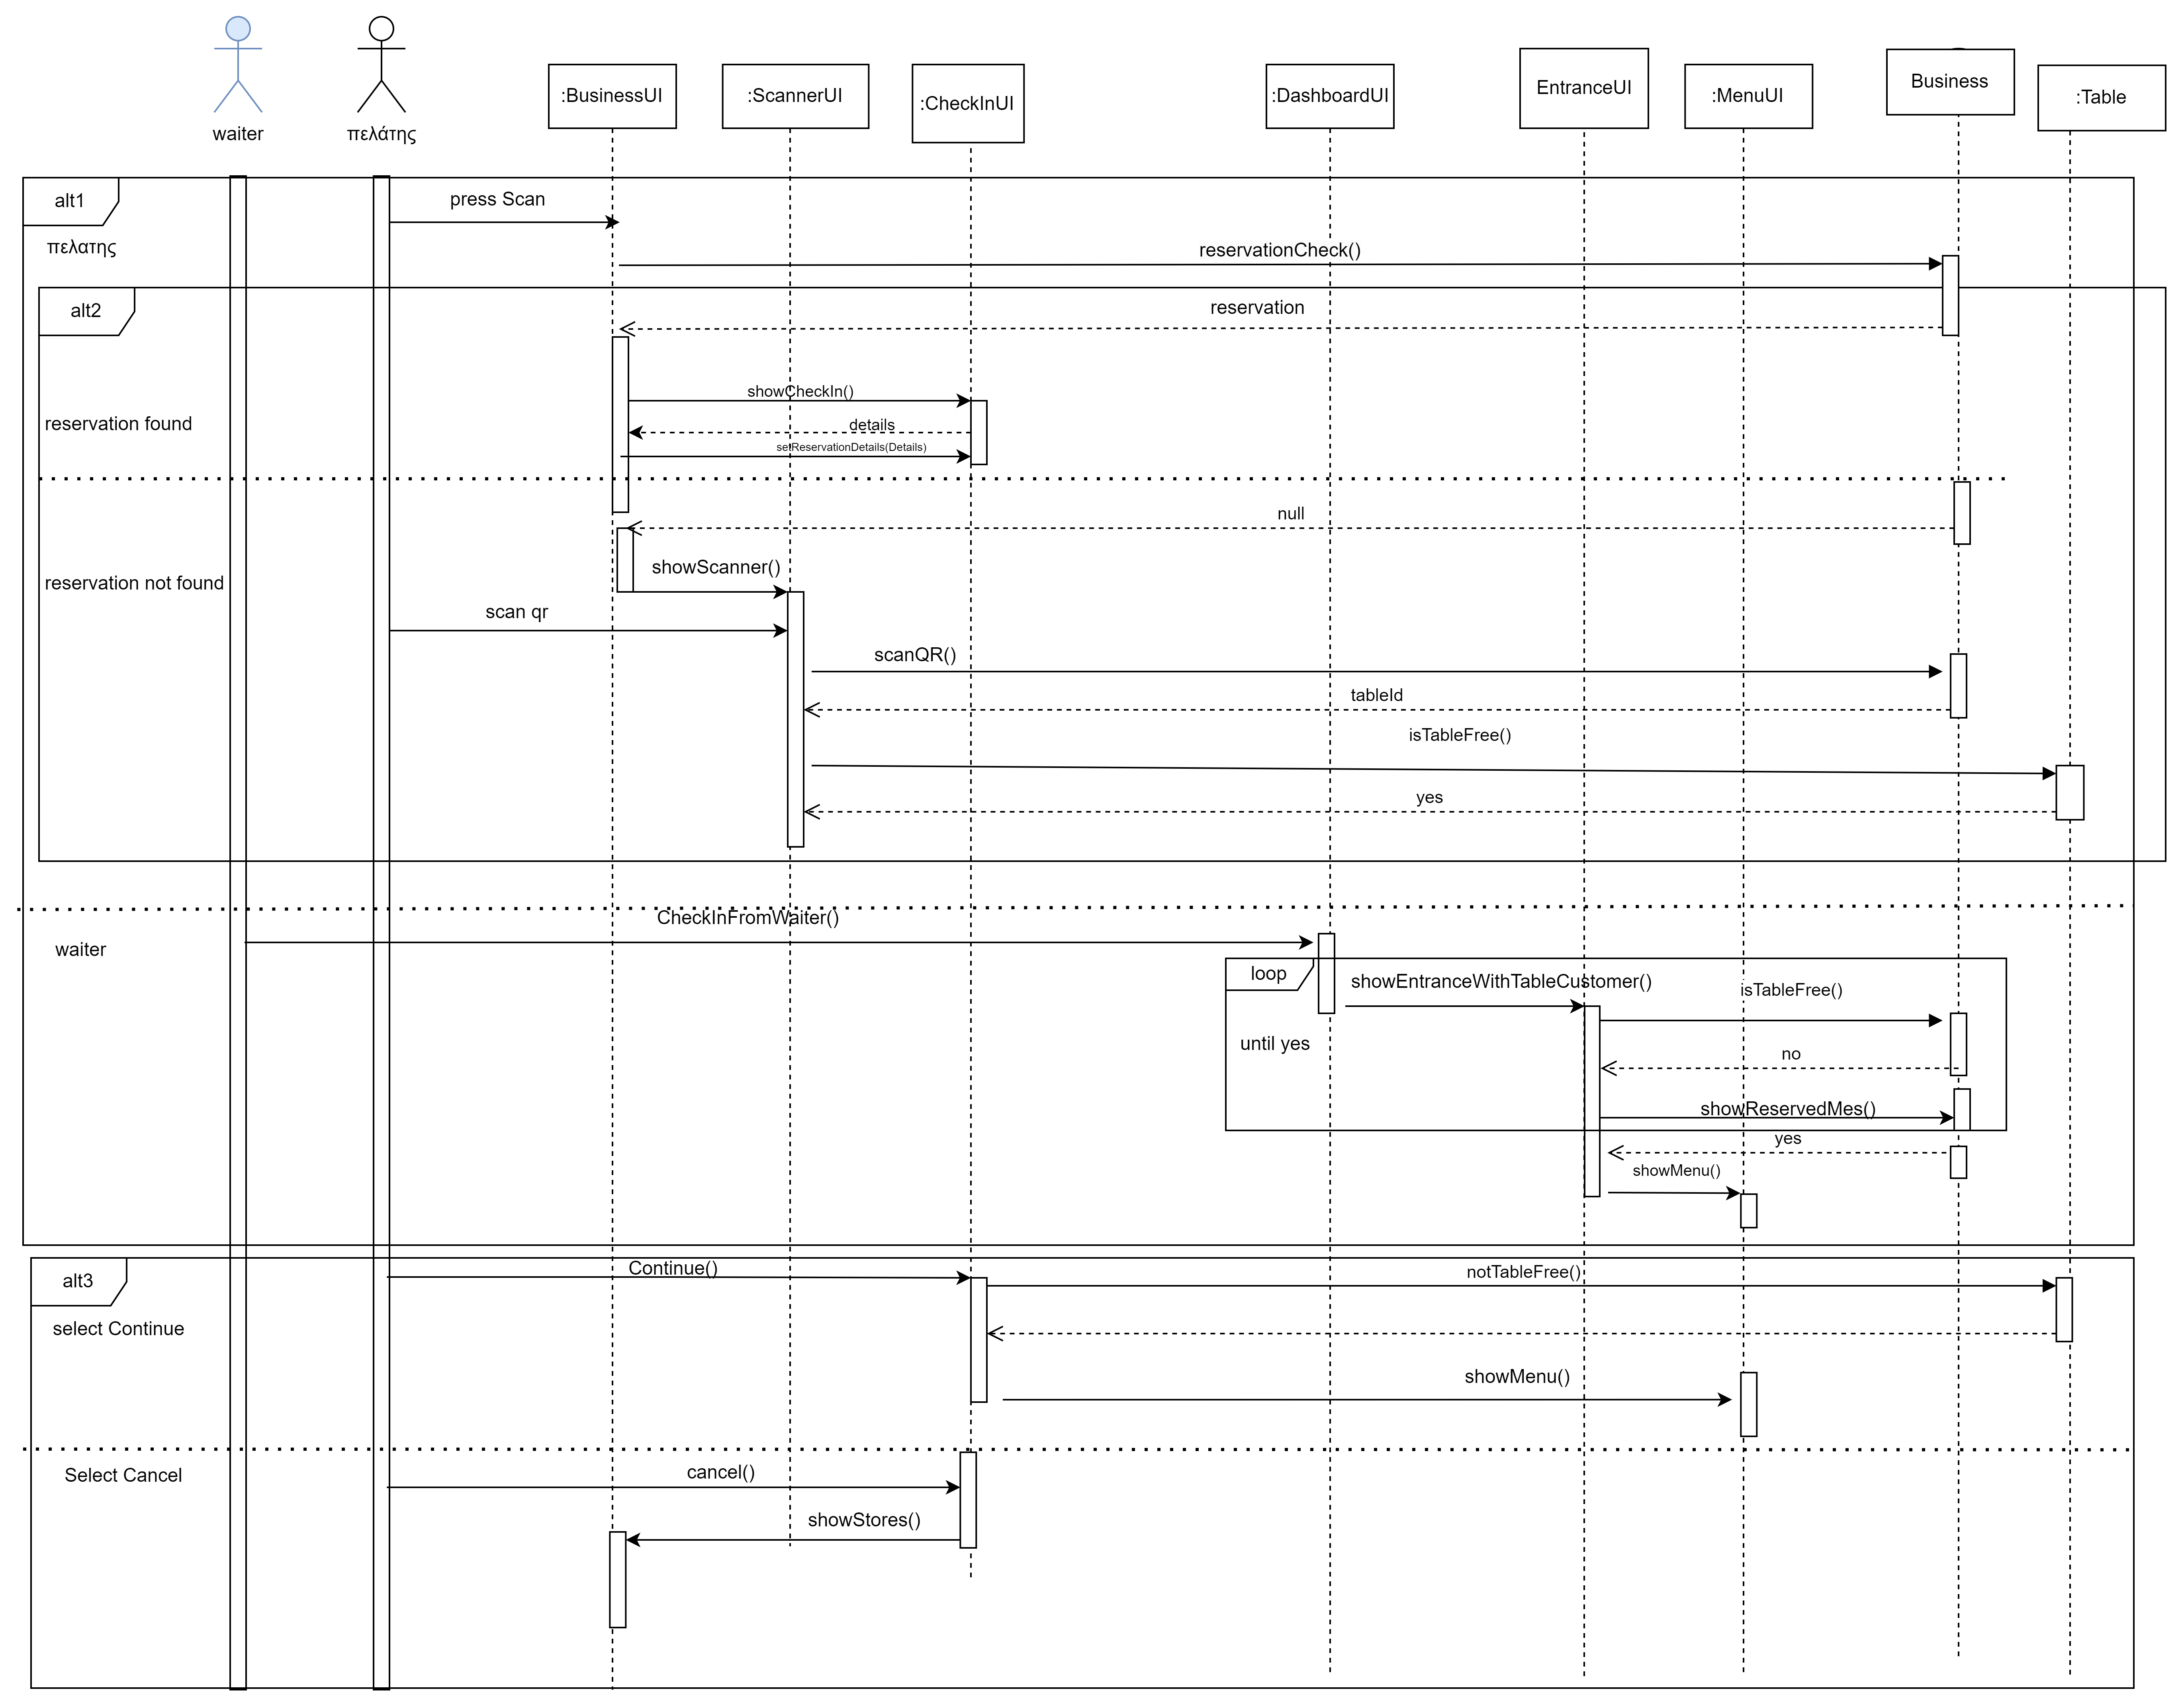 waiter
πελάτης
:BusinessUI
:ScannerUI
:CheckInUI
:DashboardUI
EntranceUI
:MenuUI
Business
:Table
alt1
press Scan
πελατης
reservationCheck()
alt2
reservation
showCheckIn()
reservation found
details
setReservationDetails(Details)
null
showScanner()
reservation not found
scan qr
scanQR()
tableId
isTableFree()
yes
CheckInFromWaiter()
waiter
loop
showEntranceWithTableCustomer()
isTableFree()
until yes
no
showReservedMes()
yes
showMenu()
Continue()
notTableFree()
alt3
select Continue
showMenu()
Select Cancel
cancel()
showStores()